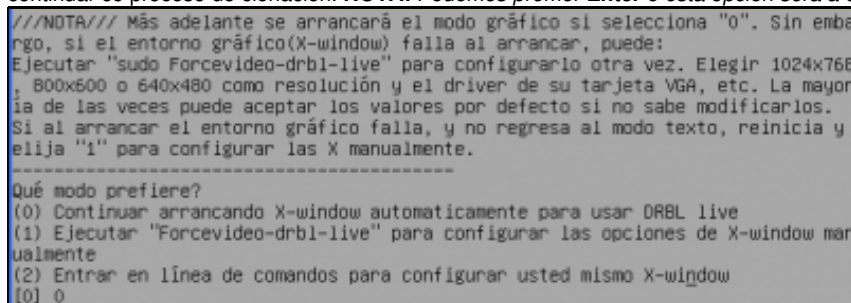 ///NOTA/// Más adelante se arrancará el modo gráfico si selecciona "0". Sin emba
rgo, si el entorno gráfico(X-window) falla al arrancar, puede:
Ejecutar "sudo Forcevideo-drbl-live" para configurarlo otra vez. Elegir 1024x768
, 800x600 o 640x480 como resolución y el driver de su tarjeta VGA, etc. La mayor
ia de las veces puede aceptar los valores por defecto si no sabe modificarlos.
Si al arrancar el entorno gráfico falla, y no regresa al modo texto, reinicia y
elija "1" para configurar las X manualmente.
------------------------------------------------
Qué modo prefiere?
(0) Continuar arrancando X-window automaticamente para usar DRBL live
(1) Ejecutar "Forcevideo-drbl-live" para configurar las opciones de X-window man
ualmente
(2) Entrar en línea de comandos para configurar usted mismo X-window
[0] 0